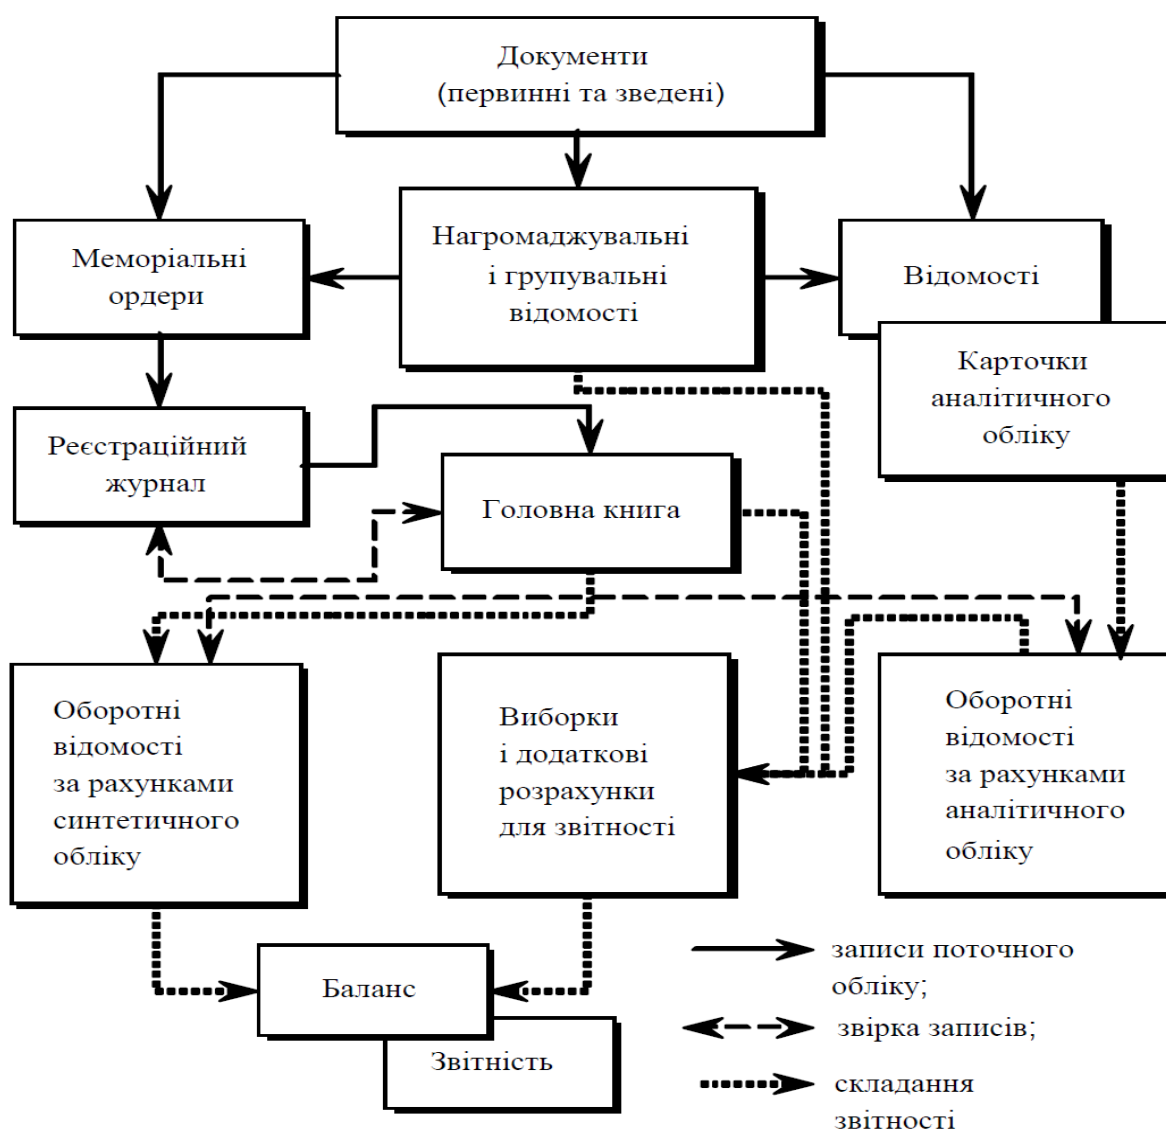 Документи
(первинні та зведені)
Нагромаджувальні
і групувальні
відомості
Меморіальні
ордери
Відомості
Карточки
аналітичного
обліку
Реєстраційний
журнал
Головна книга
Оборотні
відомості
за рахунками
синтетичного
обліку
Виборки
і додаткові
розрахунки
для звітності
Оборотні
відомості
за рахунками
аналітичного
обліку
Баланс
Звітність
записи поточного
обліку;
звірка записів;
складання
звітності